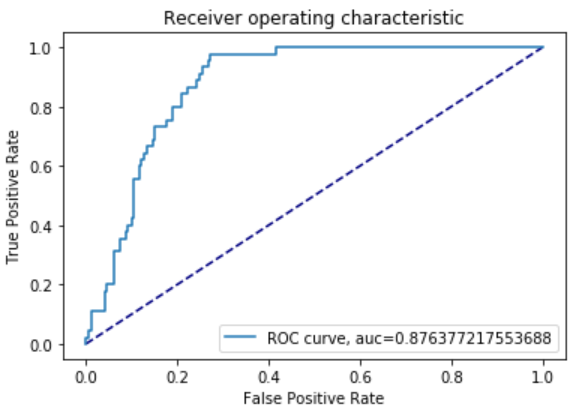 Receiver operating characteristic
1.0
0.8
0.6
0.4
0.2
0.0
True Positive Rate
ROC curve, auc=0.876377217553688
0.0 0.2 0.4 0.6 0.8 1.0
False Positive Rate